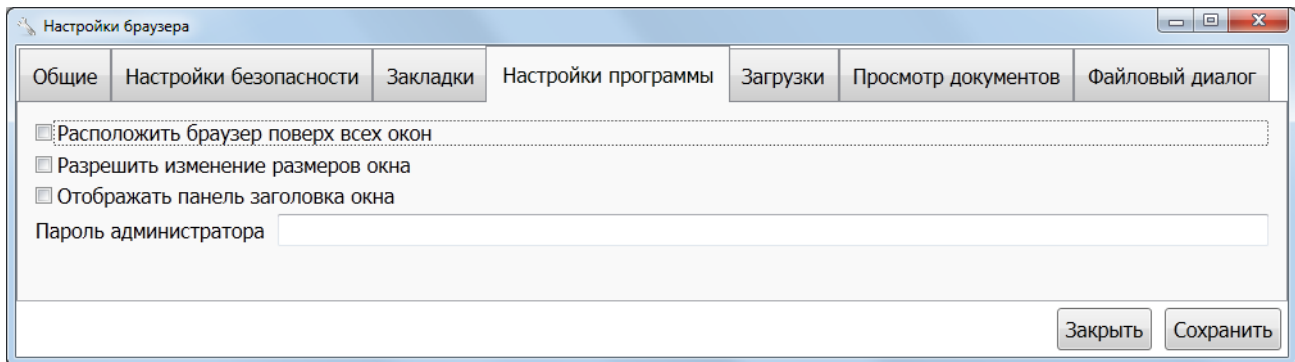 Настройки браузера
Общие Настройки безопасности Закладки Настройки программы Загрузки Просмотр документов Файловый диалог
Расположить браузер поверх всех окон
Разрешить изменение размеров окна
Отображать панель заголовка окна
Пароль администратора
Закрыть Сохранить